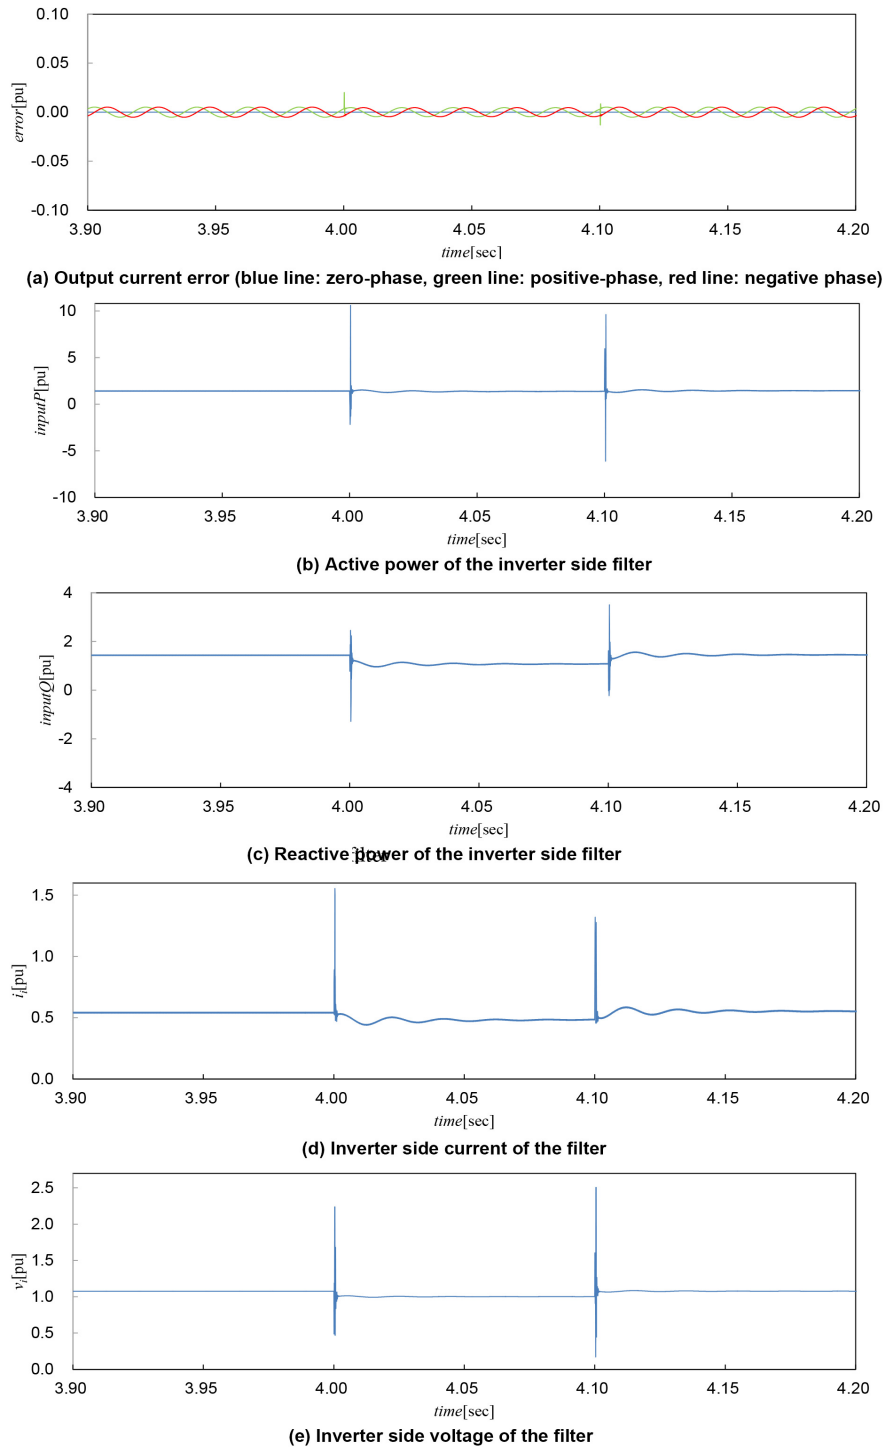 0.10
0.05
0.00
-0.05
-0.10
error[pu]
3.90 3.95 4.00 4.05 4.10 4.15 4.20
time[sec]
(a) Output current error (blue line: zero-phase, green line: positive-phase, red line: negative phase)
10
5
0
-5
-10
inputP[pu]
3.90 3.95 4.00 4.05 4.10 4.15 4.20
time[sec]
(b) Active power of the inverter side filter
4
2
0
-2
-4
inputQ[pu]
3.90 3.95 4.00 4.05 4.10 4.15 4.20
time[sec]
(c) Reactive power of the inverter side filter
1.5
1.0
0.5
0.0
i_i[pu]
3.90 3.95 4.00 4.05 4.10 4.15 4.20
time[sec]
(d) Inverter side current of the filter
2.5
2.0
1.5
1.0
0.5
0.0
v_i[pu]
3.90 3.95 4.00 4.05 4.10 4.15 4.20
time[sec]
(e) Inverter side voltage of the filter